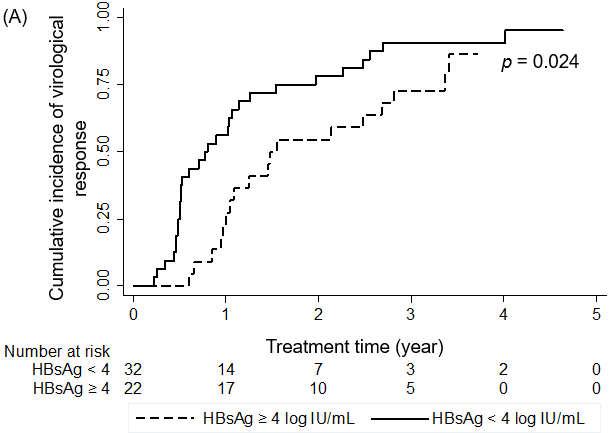 (A)
Cumulative incidence of virological
response
0.00 0.25 0.50 0.75 1.00
p = 0.024
0 1 2 3 4 5
Treatment time (year)
Number at risk
HBsAg < 4 32 14 7 3 2 0
HBsAg ≥ 4 22 17 10 5 0 0
HBsAg ≥ 4 log IU/mL HBsAg < 4 log IU/mL